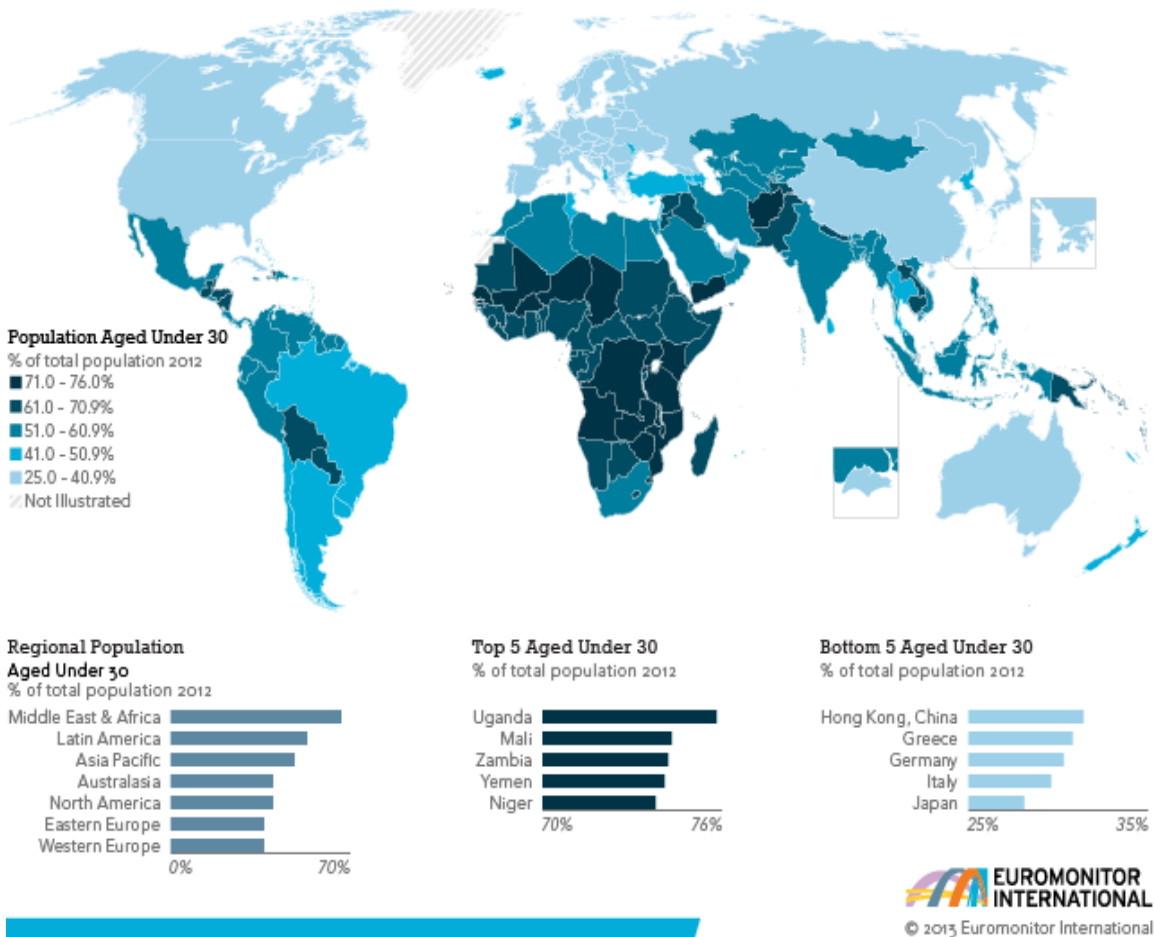 Population Aged Under 30
% of total population 2012
71.0 - 76.0%
61.0 - 70.9%
51.0 - 60.9%
41.0 - 50.9%
25.0 - 40.9%
Not Illustrated
Regional Population
Aged Under 30
% of total population 2012
Middle East & Africa
Latin America
Asia Pacific
Australasia
North America
Eastern Europe
Western Europe
0% 70%
Top 5 Aged Under 30
% of total population 2012
Uganda
Mali
Zambia
Yemen
Niger
70% 76%
Bottom 5 Aged Under 30
% of total population 2012
Hong Kong, China
Greece
Germany
Italy
Japan
25% 35%
EUROMONITOR
INTERNATIONAL
© 2013 Euromonitor International